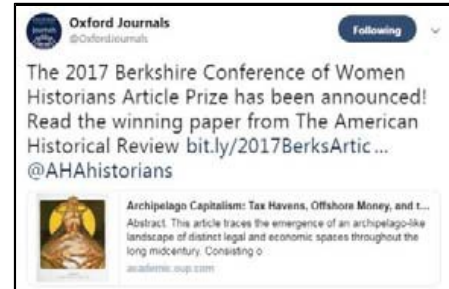 Oxford Journals
@OxfordJournals
Following
The 2017 Berkshire Conference of Women
Historians Article Prize has been announced!
Read the winning paper from The American
Historical Review bit.ly/2017BerksArtic...
@AHAhistorians
Archipelago Capitalism: Tax Havens, Offshore Money, and t...
Abstract. This article traces the emergence of an archipelago-like
landscape of distinct legal and economic spaces throughout the
long midcentury. Consisting o
academic.oup.com